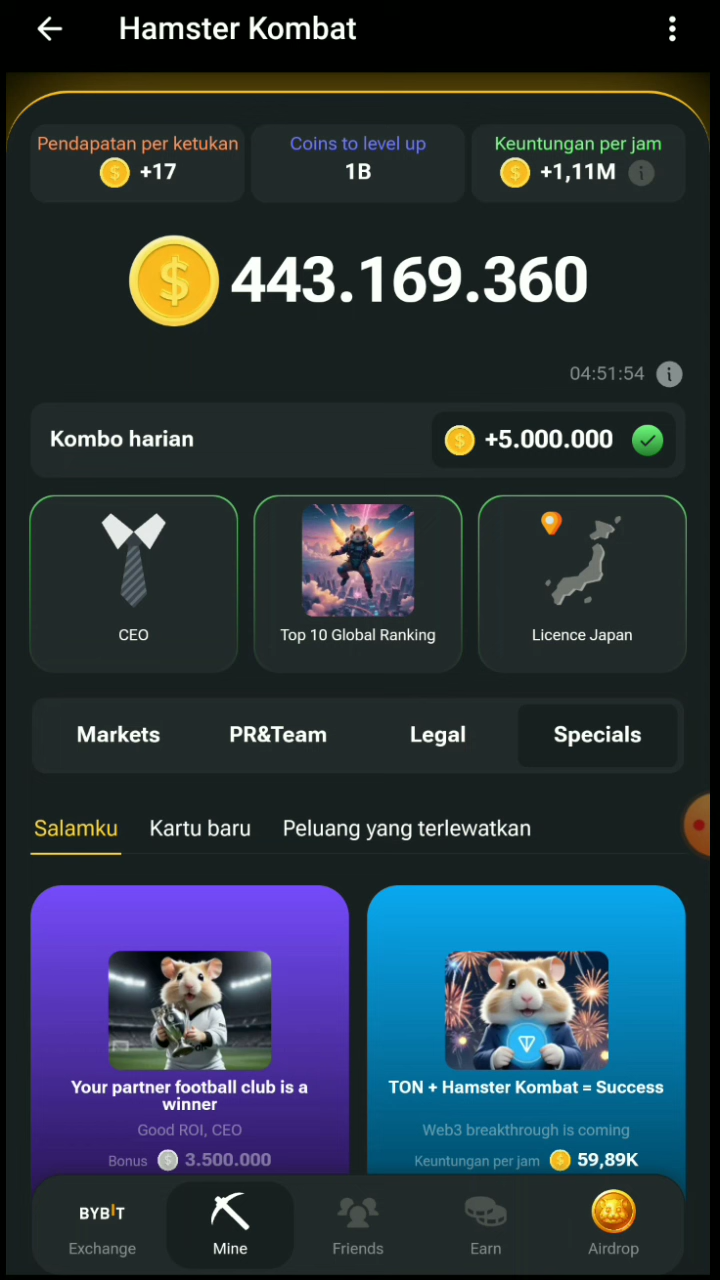 Hamster Kombat
Pendapatan per ketukan
+17
Coins to level up
1B
Keuntungan per jam
+1,11M
443.169.360
04:51:54
Kombo harian
+5.000.000
CEO
Top 10 Global Ranking
Licence Japan
Markets
PR&Team
Legal
Specials
Salamku
Kartu baru
Peluang yang terlewatkan
Your partner football club is a
winner
Good ROI, CEO
Bonus 3.500.000
TON + Hamster Kombat = Success
Web3 breakthrough is coming
Keuntungan per jam 59,89K
BYBIT
Exchange
Mine
Friends
Earn
Airdrop